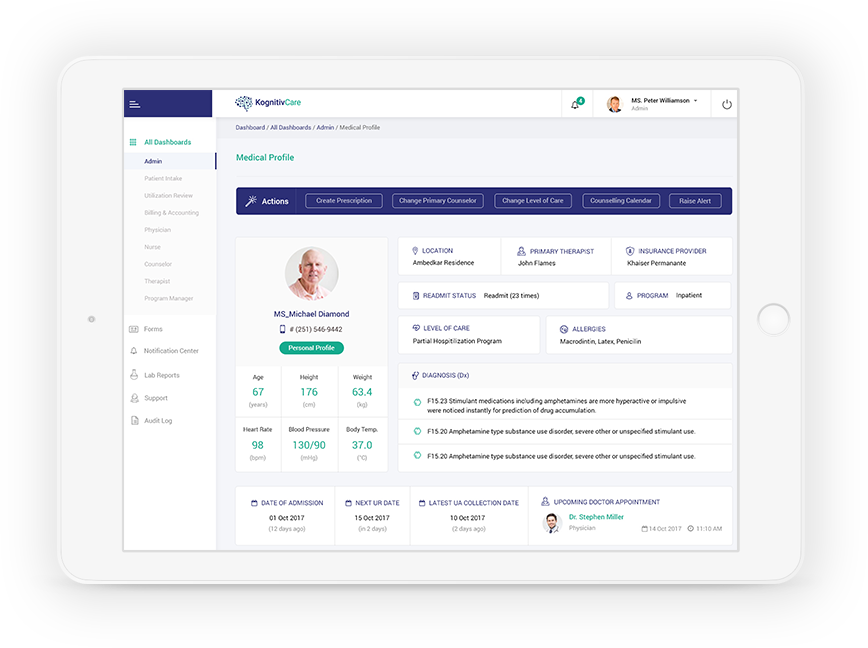 KognitivCare
4
MS. Peter Williamson
Admin
Dashboard / All Dashboards / Admin / Medical Profile
All Dashboards
Admin
Patient Intake
Utilization Review
Billing & Accounting
Physician
Nurse
Counselor
Therapist
Program Manager
Forms
Notification Center
Lab Reports
Support
Audit Log
Medical Profile
Actions
Create Prescription
Change Primary Counselor
Change Level of Care
Counselling Calendar
Raise Alert
MS_Michael Diamond
# (251) 546-9442
Personal Profile
Age
67
(years)
Height
176
(cm)
Weight
63.4
(kg)
Heart Rate
98
(bpm)
Blood Pressure
130/90
(mHg)
Body Temp.
37.0
(°C)
LOCATION
Ambedkar Residence
PRIMARY THERAPIST
John Flames
INSURANCE PROVIDER
Khaiser Permanante
READMIT STATUS Readmit (23 times)
PROGRAM Inpatient
LEVEL OF CARE
Partial Hospitilization Program
ALLERGIES
Macrodintin, Latex, Penicilin
DIAGNOSIS (Dx)
F15.23 Stimulant medications including amphetamines are more hyperactive or impulsive
were noticed instantly for prediction of drug accumulation.
F15.20 Amphetamine type substance use disorder, severe other or unspecified stimulant use.
F15.20 Amphetamine type substance use disorder, severe other or unspecified stimulant use.
DATE OF ADMISSION
01 Oct 2017
(12 days ago)
NEXT UR DATE
15 Oct 2017
(in 2 days)
LATEST UA COLLECTION DATE
10 Oct 2017
(2 days ago)
UPCOMING DOCTOR APPOINTMENT
Dr. Stephen Miller
Physician
14 Oct 2017
11:10 AM